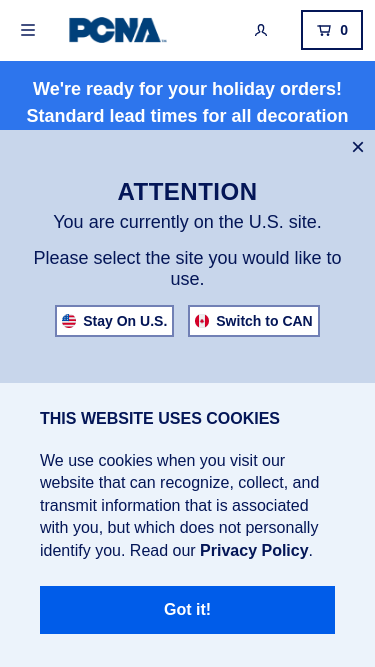 PCNA
0
We're ready for your holiday orders!
Standard lead times for all decoration
ATTENTION
You are currently on the U.S. site.
Please select the site you would like to
use.
Stay On U.S.
Switch to CAN
THIS WEBSITE USES COOKIES
We use cookies when you visit our
website that can recognize, collect, and
transmit information that is associated
with you, but which does not personally
identify you. Read our Privacy Policy.
Got it!